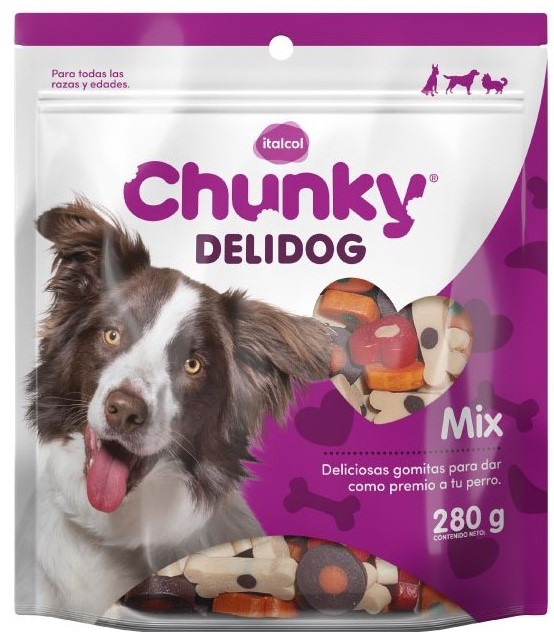 Para todas las
razas y edades.
italcol
Chunky®
DELIDOG
Mix
Deliciosas gomitas para dar
como premio a tu perro.
280 g
CONTENIDO NETO: